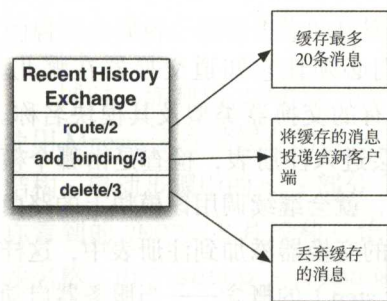 Recent History
Exchange
route/2
add_binding/3
delete/3
缓存最多
20条消息
将缓存的消息
投递给新客户
端
丢弃缓存
的消息